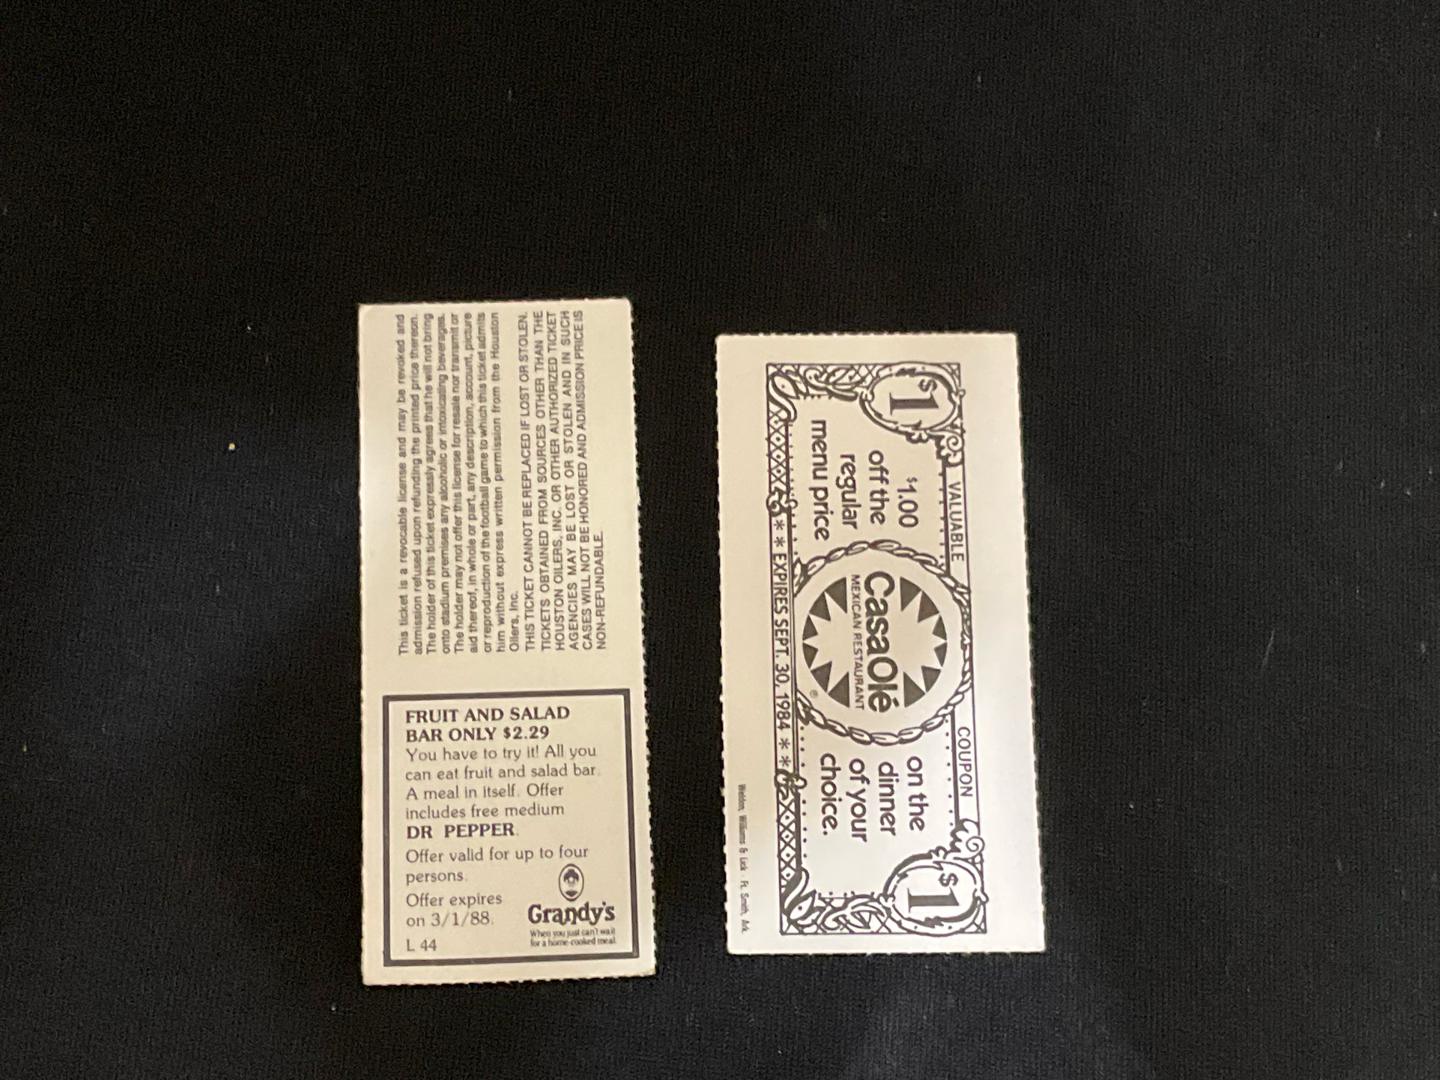 This ticket is a revocable license and may be revoked and
admission refused upon refunding the printed price thereon.
The holder of this ticket expressly agrees that he will not bring
onto stadium premises any alcoholic or intoxicating beverages.
The holder may not offer this license for resale nor transmit or
aid thereof, in whole or part, any description, account, picture
or reproduction of the football game to which this ticket admits
him without express written permission from the Houston
Oilers, Inc.
THIS TICKET CANNOT BE REPLACED IF LOST OR STOLEN.
TICKETS OBTAINED FROM SOURCES OTHER THAN THE
HOUSTON OILERS, INC. OR OTHER AUTHORIZED TICKET
AGENCIES MAY BE LOST OR STOLEN AND IN SUCH
CASES WILL NOT BE HONORED AND ADMISSION PRICE IS
NON-REFUNDABLE.
FRUIT AND SALAD
BAR ONLY $2.29
You have to try it! All you
can eat fruit and salad bar.
A meal in itself. Offer
includes free medium
DR PEPPER.
Offer valid for up to four
persons.
Offer expires
on 3/1/88.
L 44
Grandy's
When you just can't wait
for a home-cooked meal.
VALUABLE COUPON
$1
$1
$1.00
off the
regular
menu price
CasaOlé
MEXICAN RESTAURANT
®
on the
dinner
of your
choice.
** EXPIRES SEPT. 30, 1984 **
Weldon, Williams & Lick - Ft. Smith, Ark.